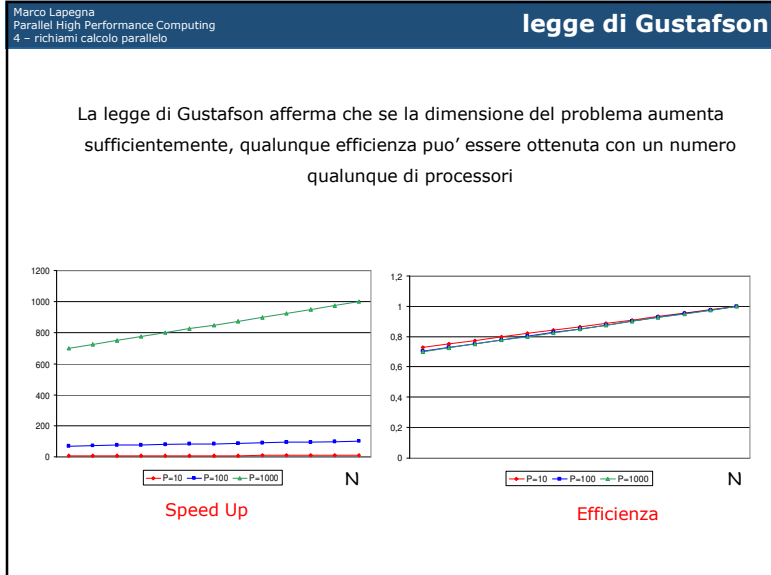 Marco Lapegna
Parallel High Performance Computing
4 – richiami calcolo parallelo
legge di Gustafson
La legge di Gustafson afferma che se la dimensione del problema aumenta
sufficientemente, qualunque efficienza puo’ essere ottenuta con un numero
qualunque di processori
1200
1000
800
600
400
200
0
P=10 P=100 P=1000
N
Speed Up
1,2
1
0,8
0,6
0,4
0,2
0
P=10 P=100 P=1000
N
Efficienza